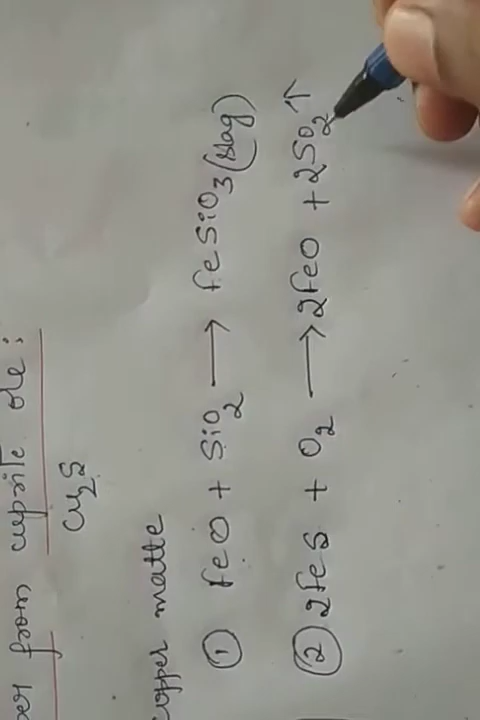 from cuprite ore :
Cu₂S
copper matte
① FeO + SiO₂ ⟶ FeSiO₃ (slag)
② 2FeS + O₂ ⟶ 2FeO + 2SO₂↑